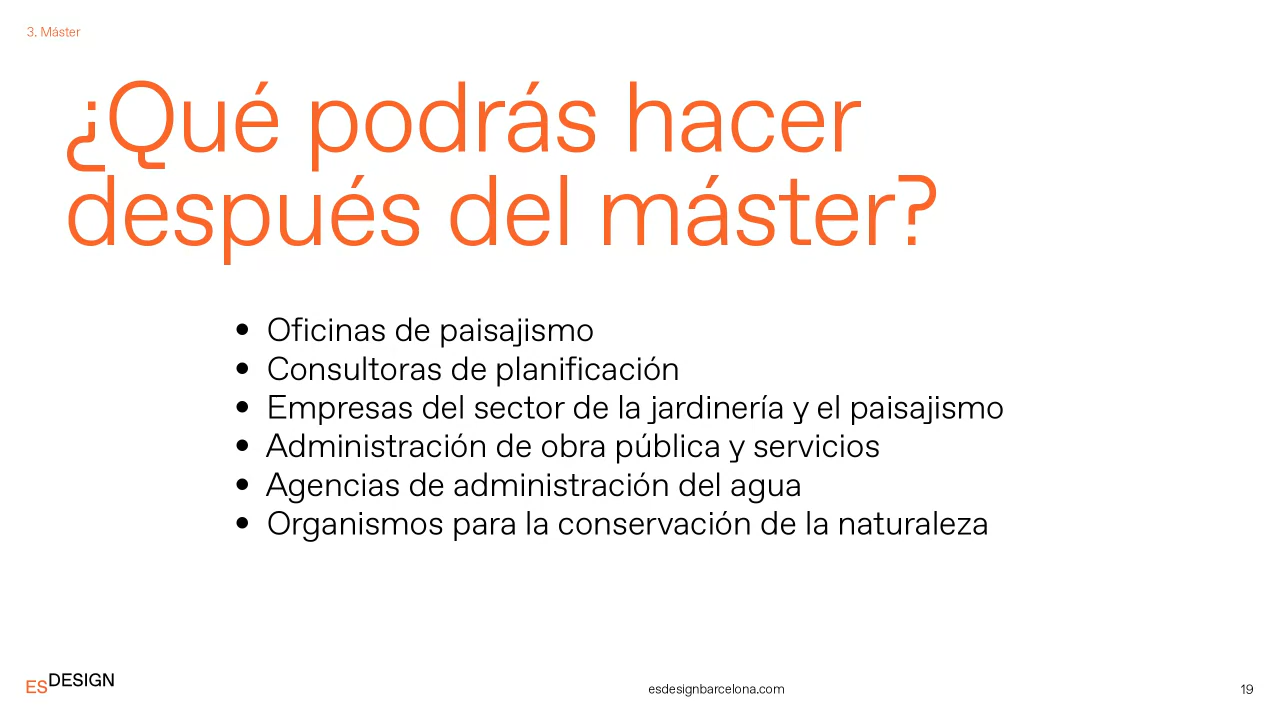 3. Máster
¿Qué podrás hacer
después del máster?
• Oficinas de paisajismo
• Consultoras de planificación
• Empresas del sector de la jardinería y el paisajismo
• Administración de obra pública y servicios
• Agencias de administración del agua
• Organismos para la conservación de la naturaleza
ESDESIGN
esdesignbarcelona.com
19